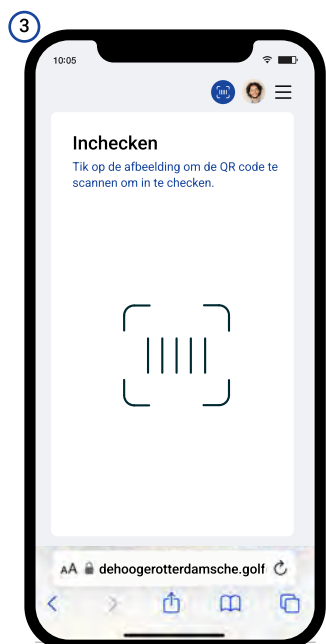 3
10:05
Inchecken
Tik op de afbeelding om de QR code te
scannen om in te checken.
AA dehoogerotterdamsche.golf